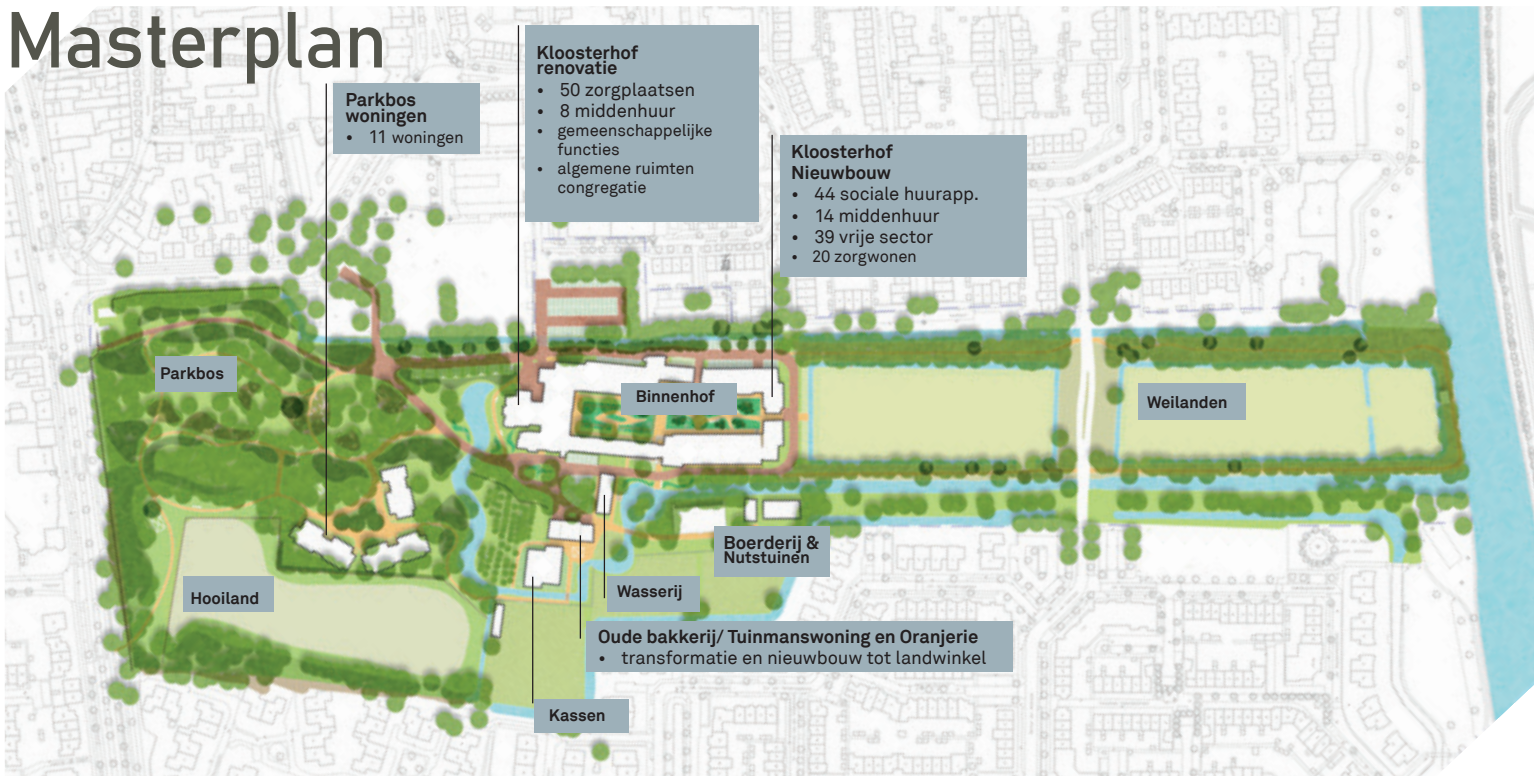 Masterplan
Parkbos
woningen
• 11 woningen
Kloosterhof
renovatie
• 50 zorgplaatsen
• 8 middenhuur
• gemeenschappelijke
functies
• algemene ruimten
congregatie
Kloosterhof
Nieuwbouw
• 44 sociale huurapp.
• 14 middenhuur
• 39 vrije sector
• 20 zorgwonen
Parkbos
Binnenhof
Weilanden
Hooiland
Boerderij &
Nutstuinen
Wasserij
Oude bakkerij/ Tuinmanswoning en Oranjerie
• transformatie en nieuwbouw tot landwinkel
Kassen